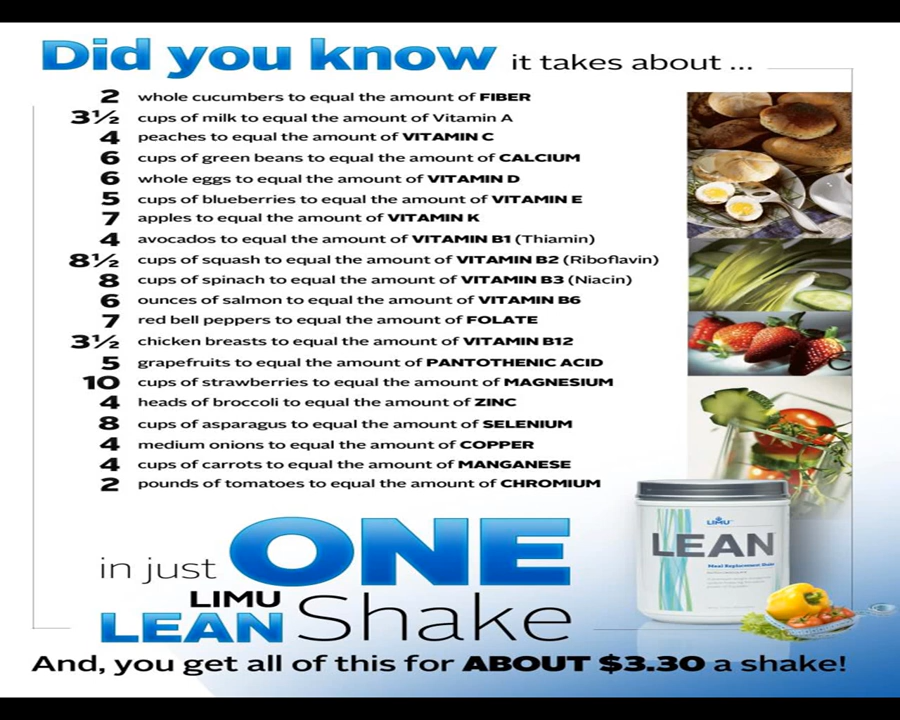 Did you know it takes about ...
2 whole cucumbers to equal the amount of FIBER
3½ cups of milk to equal the amount of Vitamin A
4 peaches to equal the amount of VITAMIN C
6 cups of green beans to equal the amount of CALCIUM
6 whole eggs to equal the amount of VITAMIN D
5 cups of blueberries to equal the amount of VITAMIN E
7 apples to equal the amount of VITAMIN K
4 avocados to equal the amount of VITAMIN B1 (Thiamin)
8½ cups of squash to equal the amount of VITAMIN B2 (Riboflavin)
8 cups of spinach to equal the amount of VITAMIN B3 (Niacin)
6 ounces of salmon to equal the amount of VITAMIN B6
7 red bell peppers to equal the amount of FOLATE
3½ chicken breasts to equal the amount of VITAMIN B12
5 grapefruits to equal the amount of PANTOTHENIC ACID
10 cups of strawberries to equal the amount of MAGNESIUM
4 heads of broccoli to equal the amount of ZINC
8 cups of asparagus to equal the amount of SELENIUM
4 medium onions to equal the amount of COPPER
4 cups of carrots to equal the amount of MANGANESE
2 pounds of tomatoes to equal the amount of CHROMIUM
in just ONE
LIMU
LEAN Shake
LIMU
LEAN
Meal Replacement Shake
And, you get all of this for ABOUT $3.30 a shake!